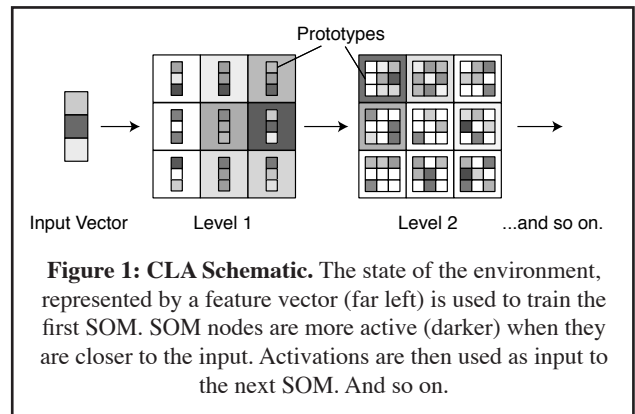 Prototypes
Input Vector
Level 1
Level 2
...and so on.
Figure 1: CLA Schematic. The state of the environment,
represented by a feature vector (far left) is used to train the
first SOM. SOM nodes are more active (darker) when they
are closer to the input. Activations are then used as input to
the next SOM. And so on.